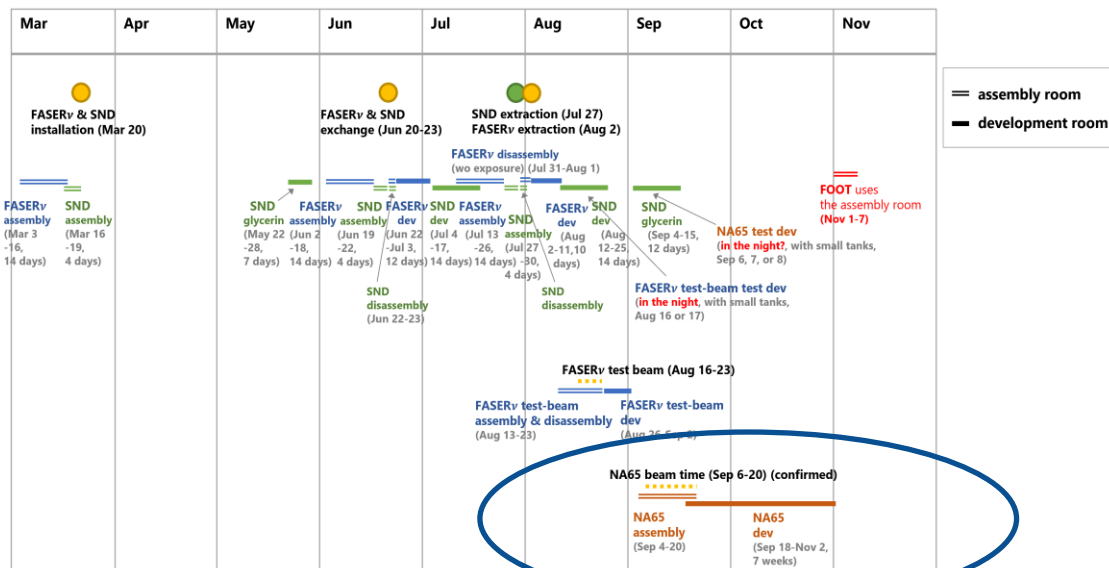 Mar
Apr
May
Jun
Jul
Aug
Sep
Oct
Nov
assembly room
development room
FASERν & SND
installation (Mar 20)
FASERν & SND
exchange (Jun 20-23)
SND extraction (Jul 27)
FASERν extraction (Aug 2)
FASERν disassembly
(wo exposure) (Jul 31-Aug 1)
FASERν
assembly
(Mar 3
-16,
14 days)
SND
assembly
(Mar 16
-19,
4 days)
SND
glycerin
(May 22
-28,
7 days)
FASERν
assembly
(Jun 2
-18,
14 days)
SND
assembly
(Jun 19
-22,
4 days)
FASERν
dev
(Jun 22
-Jul 3,
12 days)
SND
dev
(Jul 4
-17,
14 days)
FASERν
assembly
(Jul 13
-26,
14 days)
SND
assembly
(Jul 27
-30,
4 days)
FASERν
dev
(Aug
2-11,10
days)
SND
dev
(Aug
12-25,
14 days)
SND
glycerin
(Sep 4-15,
12 days)
FOOT uses
the assembly room
(Nov 1-7)
NA65 test dev
(in the night?, with small tanks,
Sep 6, 7, or 8)
SND
disassembly
(Jun 22-23)
SND
disassembly
FASERν test-beam test dev
(in the night, with small tanks,
Aug 16 or 17)
FASERν test beam (Aug 16-23)
FASERν test-beam
assembly & disassembly
(Aug 13-23)
FASERν test-beam
dev
NA65 beam time (Sep 6-20) (confirmed)
NA65
assembly
(Sep 4-20)
NA65
dev
(Sep 18-Nov 2,
7 weeks)